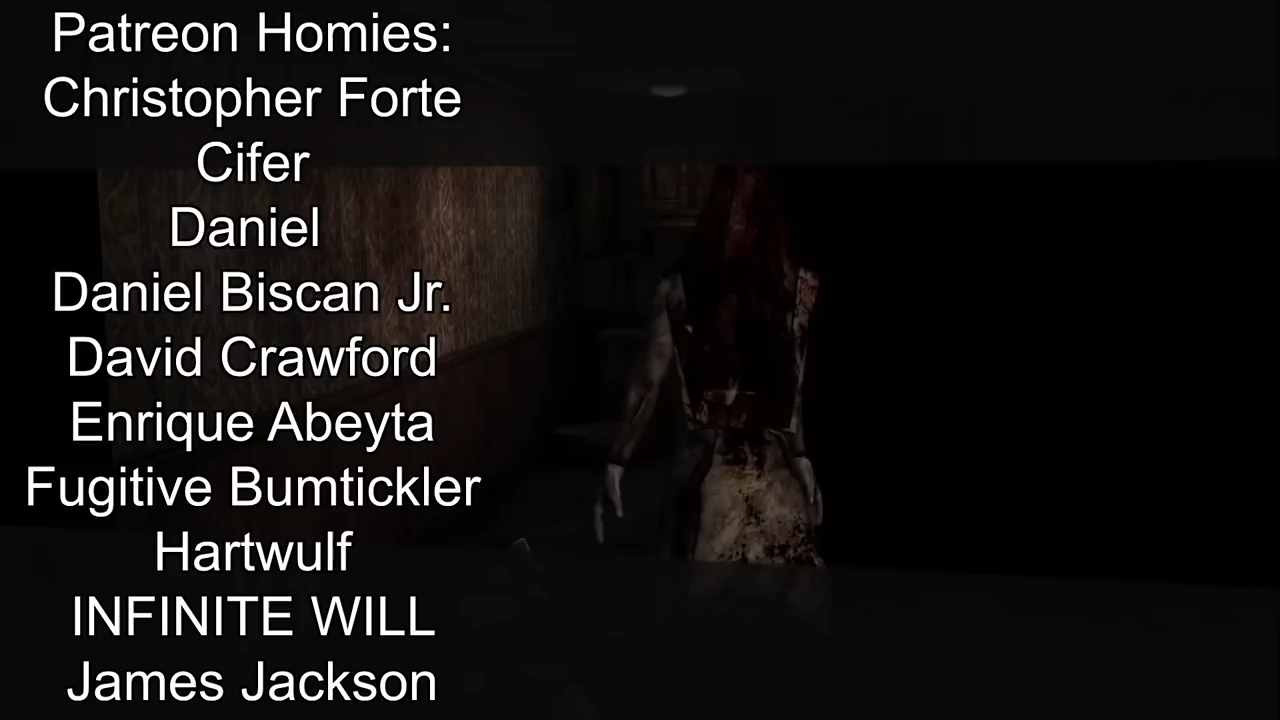 Patreon Homies:
Christopher Forte
Cifer
Daniel
Daniel Biscan Jr.
David Crawford
Enrique Abeyta
Fugitive Bumtickler
Hartwulf
INFINITE WILL
James Jackson